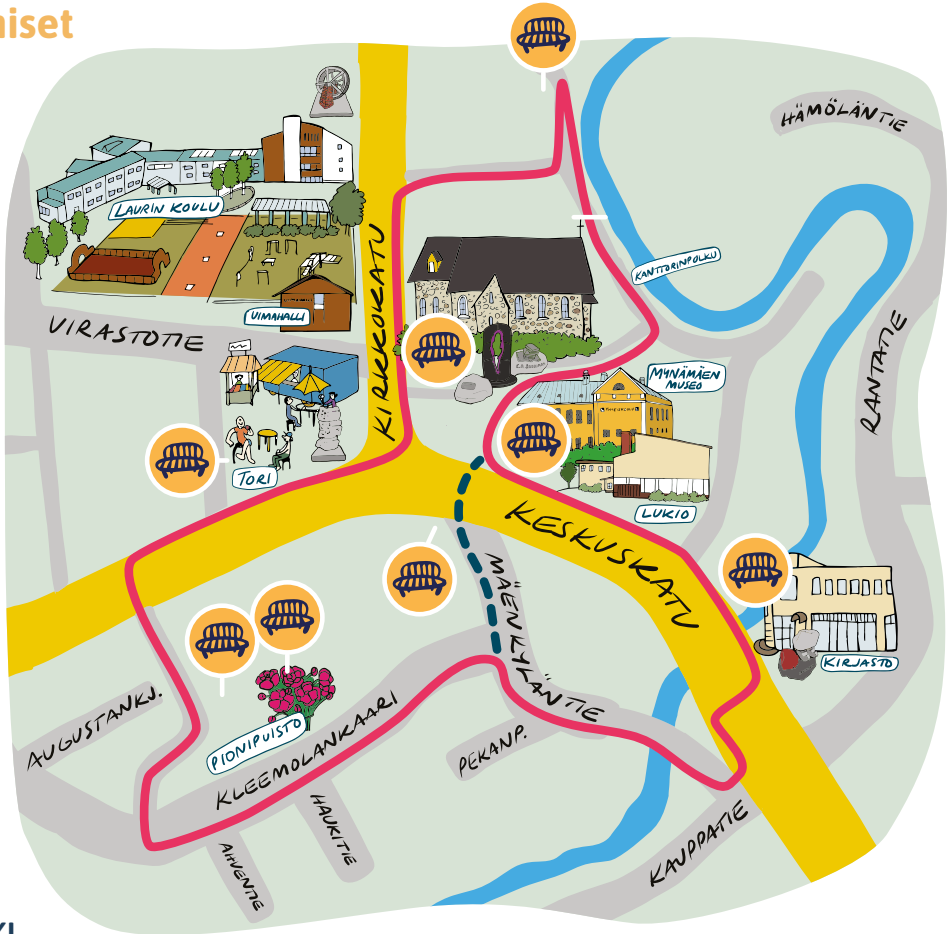 niset
HÄMÖLÄNTIE
LAURIN KOULU
KANTTORINPOLKU
UIMAHALLI
VIRASTOTIE
KIRKKOKATU
RANTATIE
MYNÄMÄEN
MUSEO
TORI
LUKIO
KESKUSKATU
MÄENKYLÄNTIE
KIRJASTO
AUGUSTANKJ.
PIONIPUISTO
KLEEMOLANKAARI
PEKANP.
HAUKITIE
AHVENTIE
KAUPPATIE